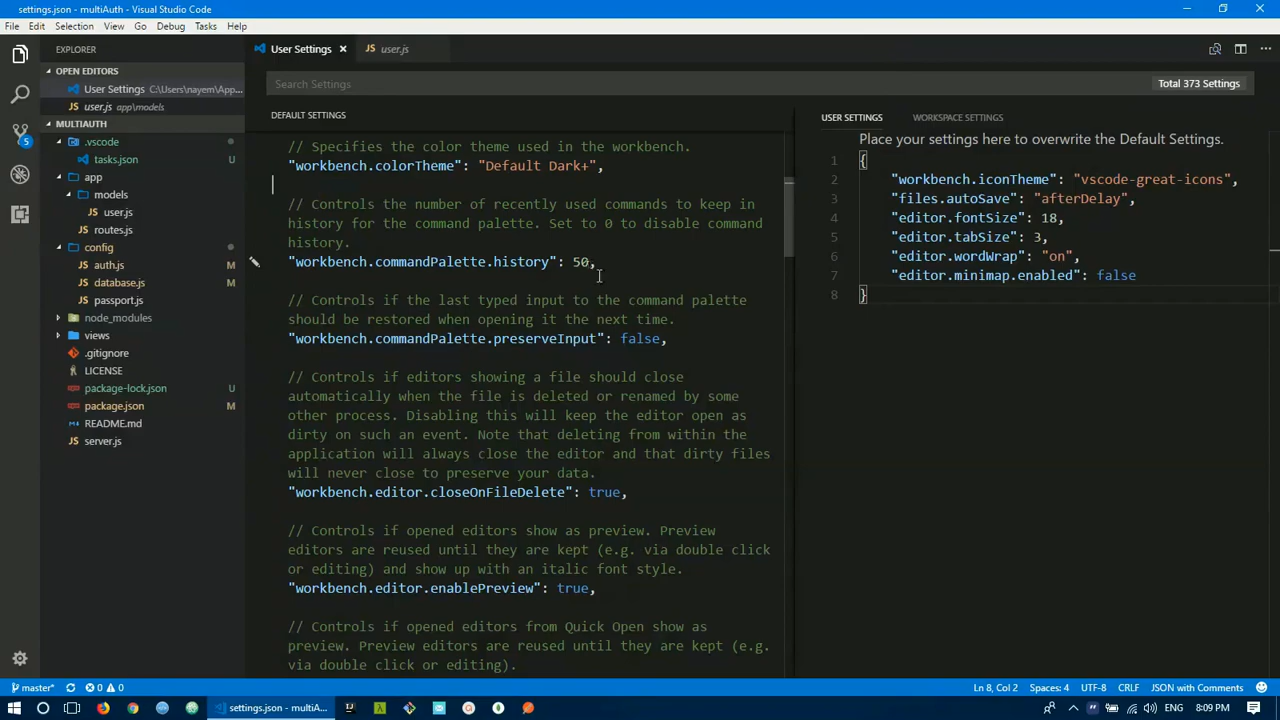 settings.json - multiAuth - Visual Studio Code
File Edit Selection View Go Debug Tasks Help
EXPLORER
User Settings
user.js
OPEN EDITORS
User Settings C:\Users\nayem\App...
user.js app\models
MULTIAUTH
.vscode
tasks.json U
app
models
user.js
routes.js
config
auth.js M
database.js M
passport.js
node_modules
views
.gitignore
LICENSE
package-lock.json U
package.json M
README.md
server.js
5
Search Settings
Total 373 Settings
DEFAULT SETTINGS
// Specifies the color theme used in the workbench.
"workbench.colorTheme": "Default Dark+",
// Controls the number of recently used commands to keep in
history for the command palette. Set to 0 to disable command
history.
"workbench.commandPalette.history": 50,
// Controls if the last typed input to the command palette
should be restored when opening it the next time.
"workbench.commandPalette.preserveInput": false,
// Controls if editors showing a file should close
automatically when the file is deleted or renamed by some
other process. Disabling this will keep the editor open as
dirty on such an event. Note that deleting from within the
application will always close the editor and that dirty files
will never close to preserve your data.
"workbench.editor.closeOnFileDelete": true,
// Controls if opened editors show as preview. Preview
editors are reused until they are kept (e.g. via double click
or editing) and show up with an italic font style.
"workbench.editor.enablePreview": true,
// Controls if opened editors from Quick Open show as
preview. Preview editors are reused until they are kept (e.g.
via double click or editing).
USER SETTINGS
WORKSPACE SETTINGS
Place your settings here to overwrite the Default Settings.
1 {
2 "workbench.iconTheme": "vscode-great-icons",
3 "files.autoSave": "afterDelay",
4 "editor.fontSize": 18,
5 "editor.tabSize": 3,
6 "editor.wordWrap": "on",
7 "editor.minimap.enabled": false
8 }
master* 0 0
Ln 8, Col 2 Spaces: 4 UTF-8 CRLF JSON with Comments
settings.json - multiA...
ENG 8:09 PM